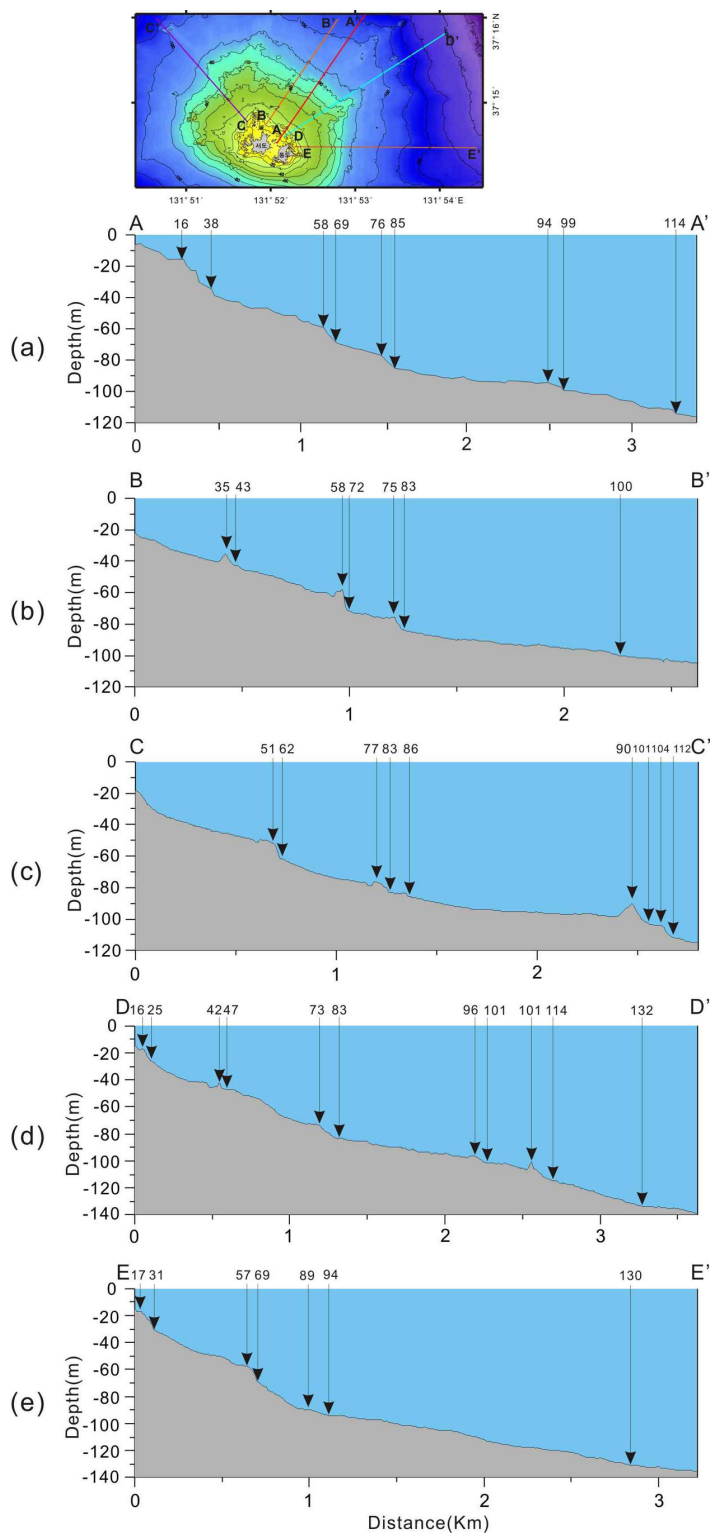 C' B' A' D'
37° 16' N
37° 15'
C B A D
서도
E E'
131° 51' 131° 52' 131° 53' 131° 54' E
A 16 38 58 69 76 85 94 99 114 A'
(a)
Depth(m)
0
-20
-40
-60
-80
-100
-120
0 1 2 3
B 35 43 58 72 75 83 100 B'
(b)
Depth(m)
0
-20
-40
-60
-80
-100
-120
0 1 2
C 51 62 77 83 86 90 101 104 112 C'
(c)
Depth(m)
0
-20
-40
-60
-80
-100
-120
0 1 2
D 16 25 42 47 73 83 96 101 101 114 132 D'
(d)
Depth(m)
0
-20
-40
-60
-80
-100
-120
-140
0 1 2 3
E 17 31 57 69 89 94 130 E'
(e)
Depth(m)
0
-20
-40
-60
-80
-100
-120
-140
0 1 2 3
Distance(Km)